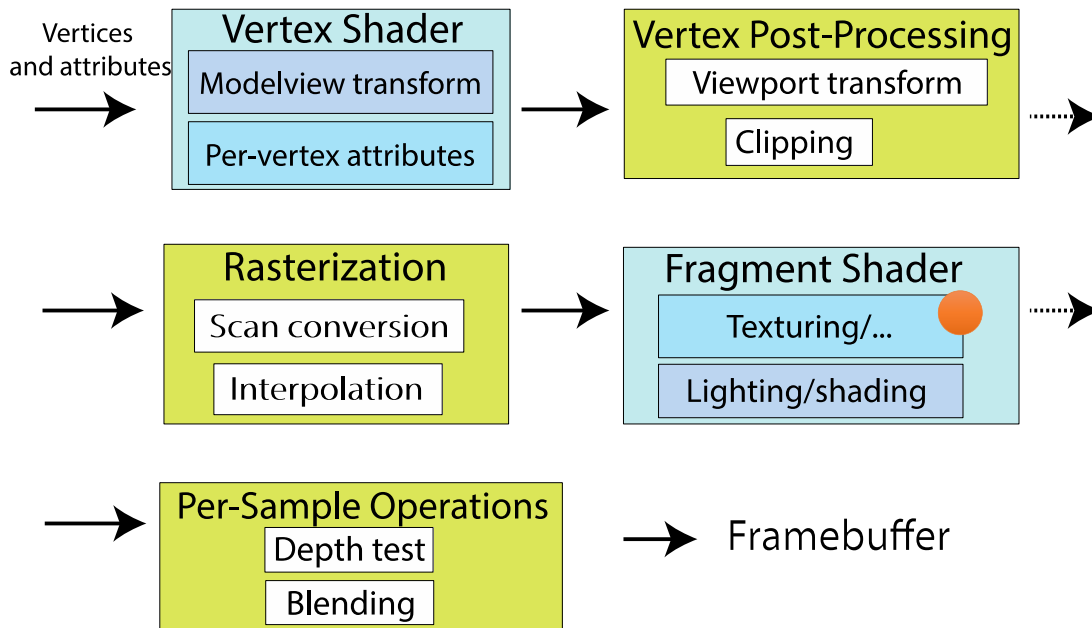 Vertices
and attributes
Vertex Shader
Modelview transform
Per-vertex attributes
Vertex Post-Processing
Viewport transform
Clipping
Rasterization
Scan conversion
Interpolation
Fragment Shader
Texturing/...
Lighting/shading
Per-Sample Operations
Depth test
Blending
Framebuffer